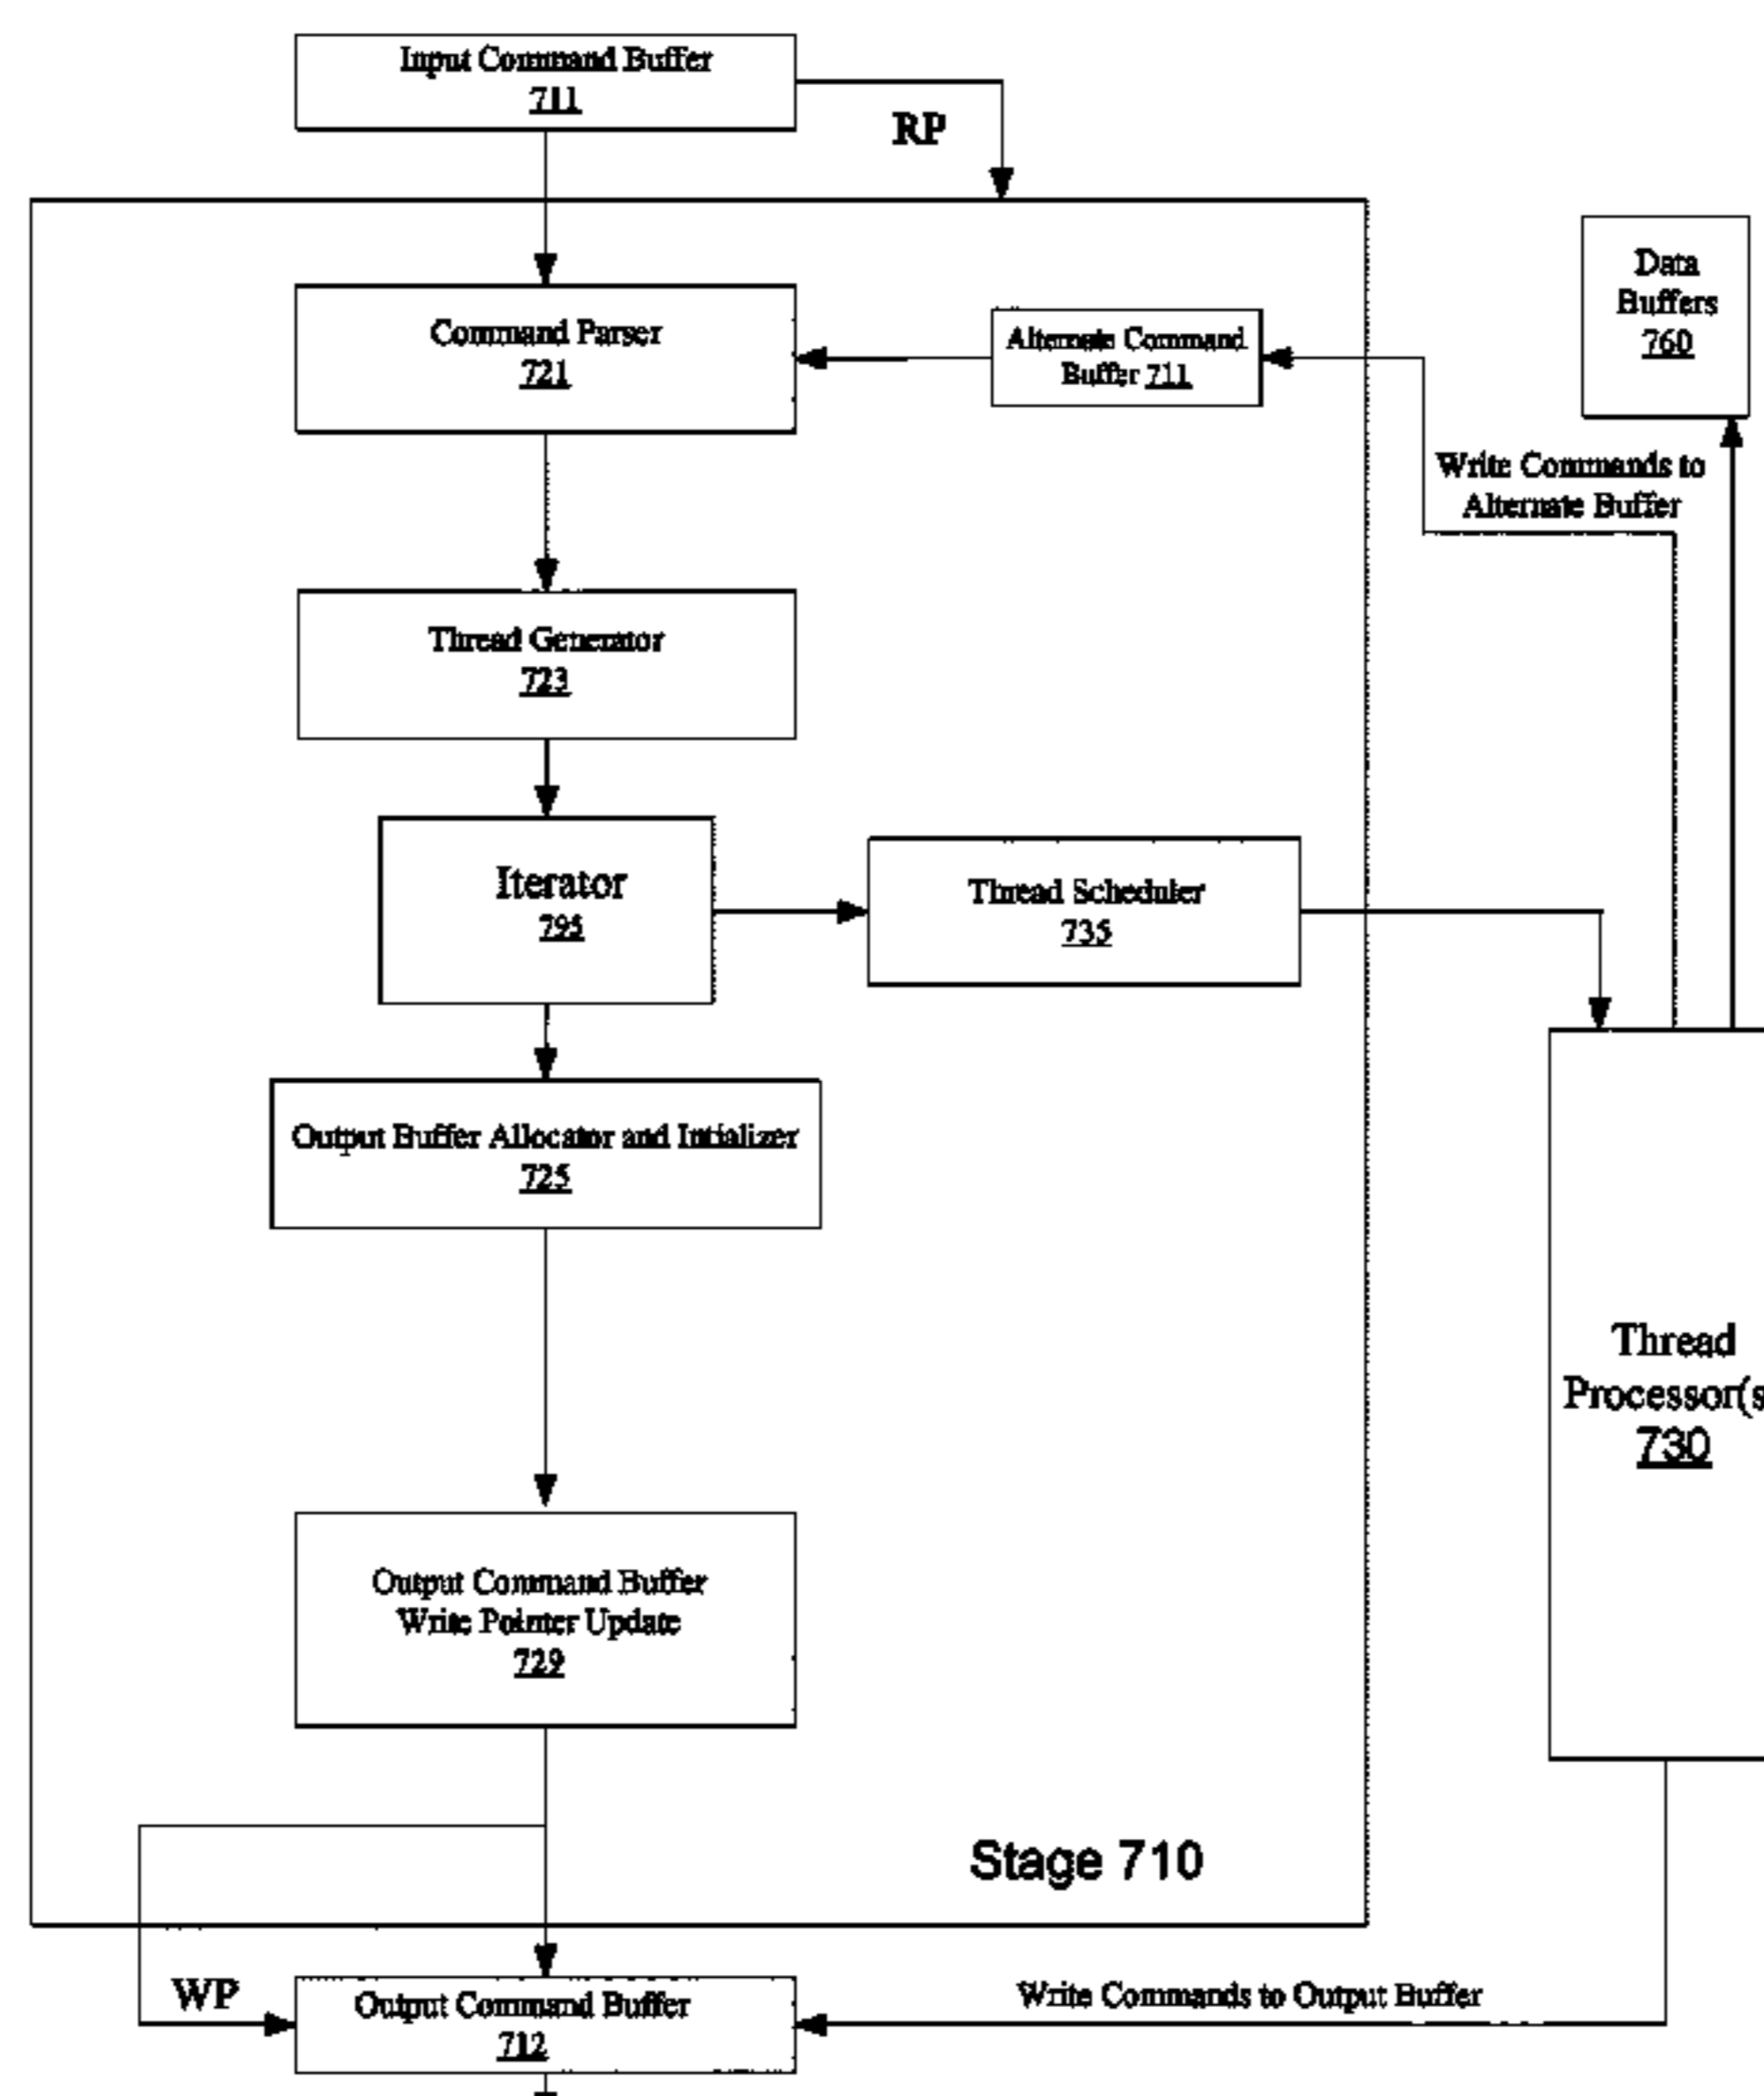 Input Command Buffer
711
RP
Command Parser
721
Alternate Command
Buffer 711
Data
Buffers
760
Write Commands to
Alternate Buffer
Thread Generator
723
Iterator
795
Thread Scheduler
735
Output Buffer Allocator and Intializer
725
Thread
Processor(s
730
Output Command Buffer
Write Pointer Update
729
Stage 710
WP
Output Command Buffer
712
Write Commands to Output Buffer